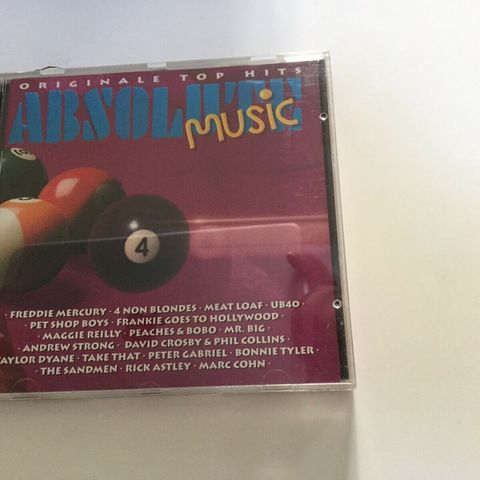 ORIGINALE TOP HITS
ABSOLUTE
MUSIC
4
· FREDDIE MERCURY · 4 NON BLONDES · MEAT LOAF · UB40 ·
· PET SHOP BOYS · FRANKIE GOES TO HOLLYWOOD ·
· MAGGIE REILLY · PEACHES & BOBO · MR. BIG ·
· ANDREW STRONG · DAVID CROSBY & PHIL COLLINS ·
TAYLOR DYANE · TAKE THAT · PETER GABRIEL · BONNIE TYLER ·
· THE SANDMEN · RICK ASTLEY · MARC COHN ·